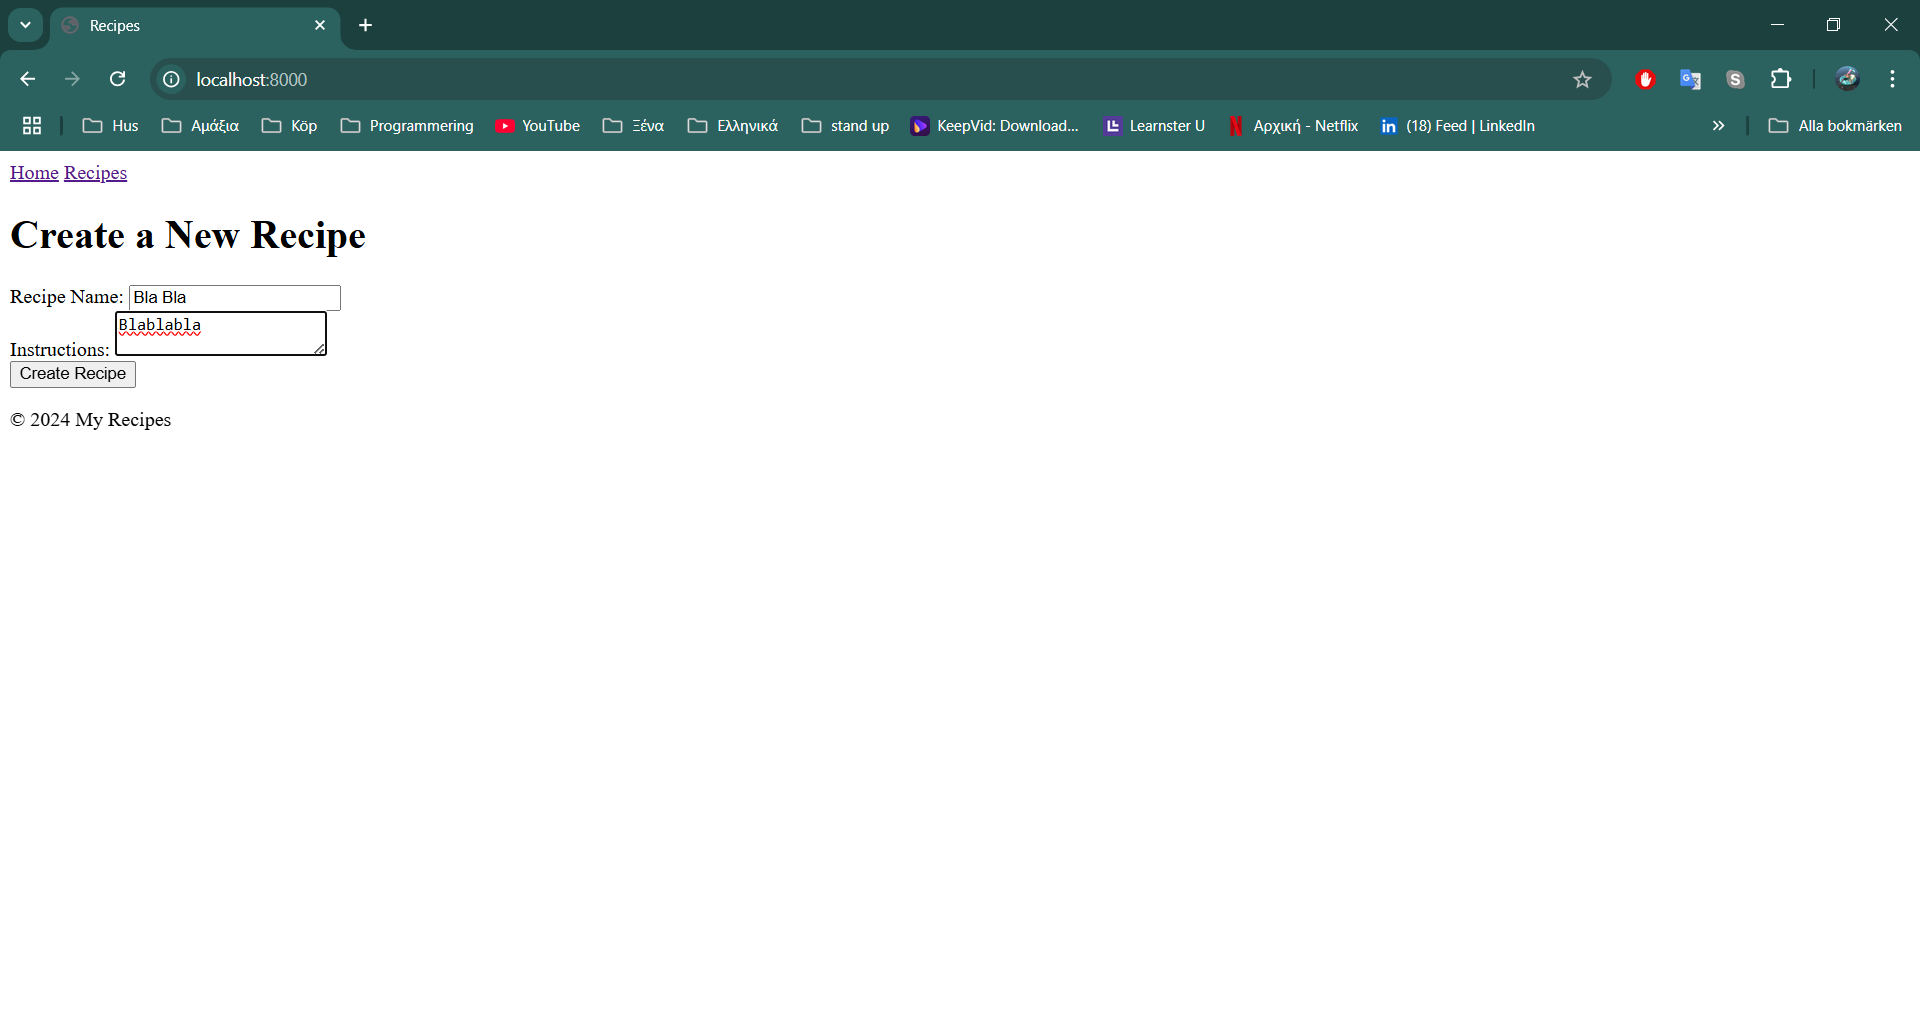 Recipes
localhost:8000
Hus Αμάξια Köp Programmering YouTube Ξένα Ελληνικά stand up KeepVid: Download... Learnster U Αρχική - Netflix (18) Feed | LinkedIn Alla bokmärken
Home Recipes
Create a New Recipe
Recipe Name: Bla Bla
Blablabla
Instructions:
Create Recipe
© 2024 My Recipes